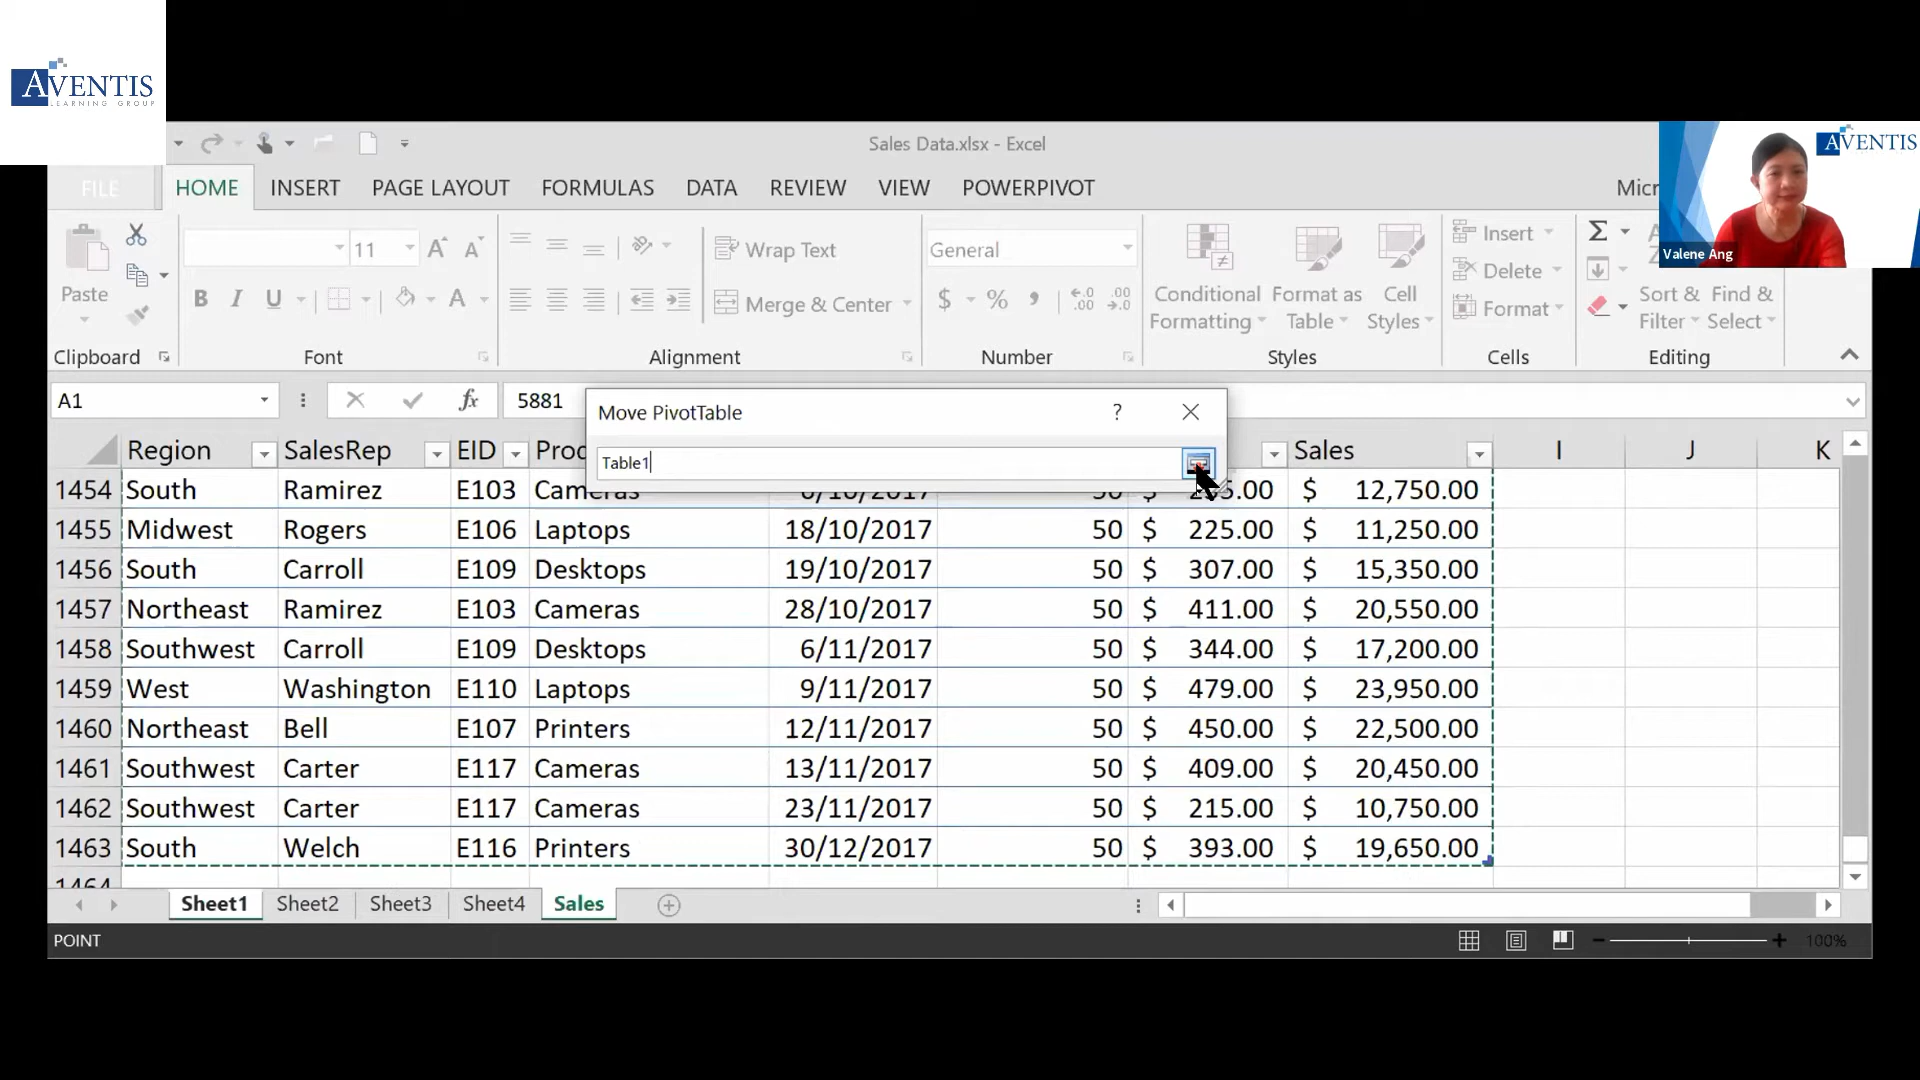 AVENTIS
LEARNING GROUP
Sales Data.xlsx - Excel
AVENTIS
Valene Ang
FILE HOME INSERT PAGE LAYOUT FORMULAS DATA REVIEW VIEW POWERPIVOT Micr
11 Wrap Text General Insert
Delete
Paste Merge & Center Conditional Formatting Format as Table Cell Styles Format Sort & Filter Find & Select
Clipboard Font Alignment Number Styles Cells Editing
A1 5881
Move PivotTable
Table1
Region SalesRep EID Prod Sales I J K
1454 South Ramirez E103 Cameras .00 $ 12,750.00
1455 Midwest Rogers E106 Laptops 18/10/2017 50 $ 225.00 $ 11,250.00
1456 South Carroll E109 Desktops 19/10/2017 50 $ 307.00 $ 15,350.00
1457 Northeast Ramirez E103 Cameras 28/10/2017 50 $ 411.00 $ 20,550.00
1458 Southwest Carroll E109 Desktops 6/11/2017 50 $ 344.00 $ 17,200.00
1459 West Washington E110 Laptops 9/11/2017 50 $ 479.00 $ 23,950.00
1460 Northeast Bell E107 Printers 12/11/2017 50 $ 450.00 $ 22,500.00
1461 Southwest Carter E117 Cameras 13/11/2017 50 $ 409.00 $ 20,450.00
1462 Southwest Carter E117 Cameras 23/11/2017 50 $ 215.00 $ 10,750.00
1463 South Welch E116 Printers 30/12/2017 50 $ 393.00 $ 19,650.00
1464
Sheet1 Sheet2 Sheet3 Sheet4 Sales
POINT 100%